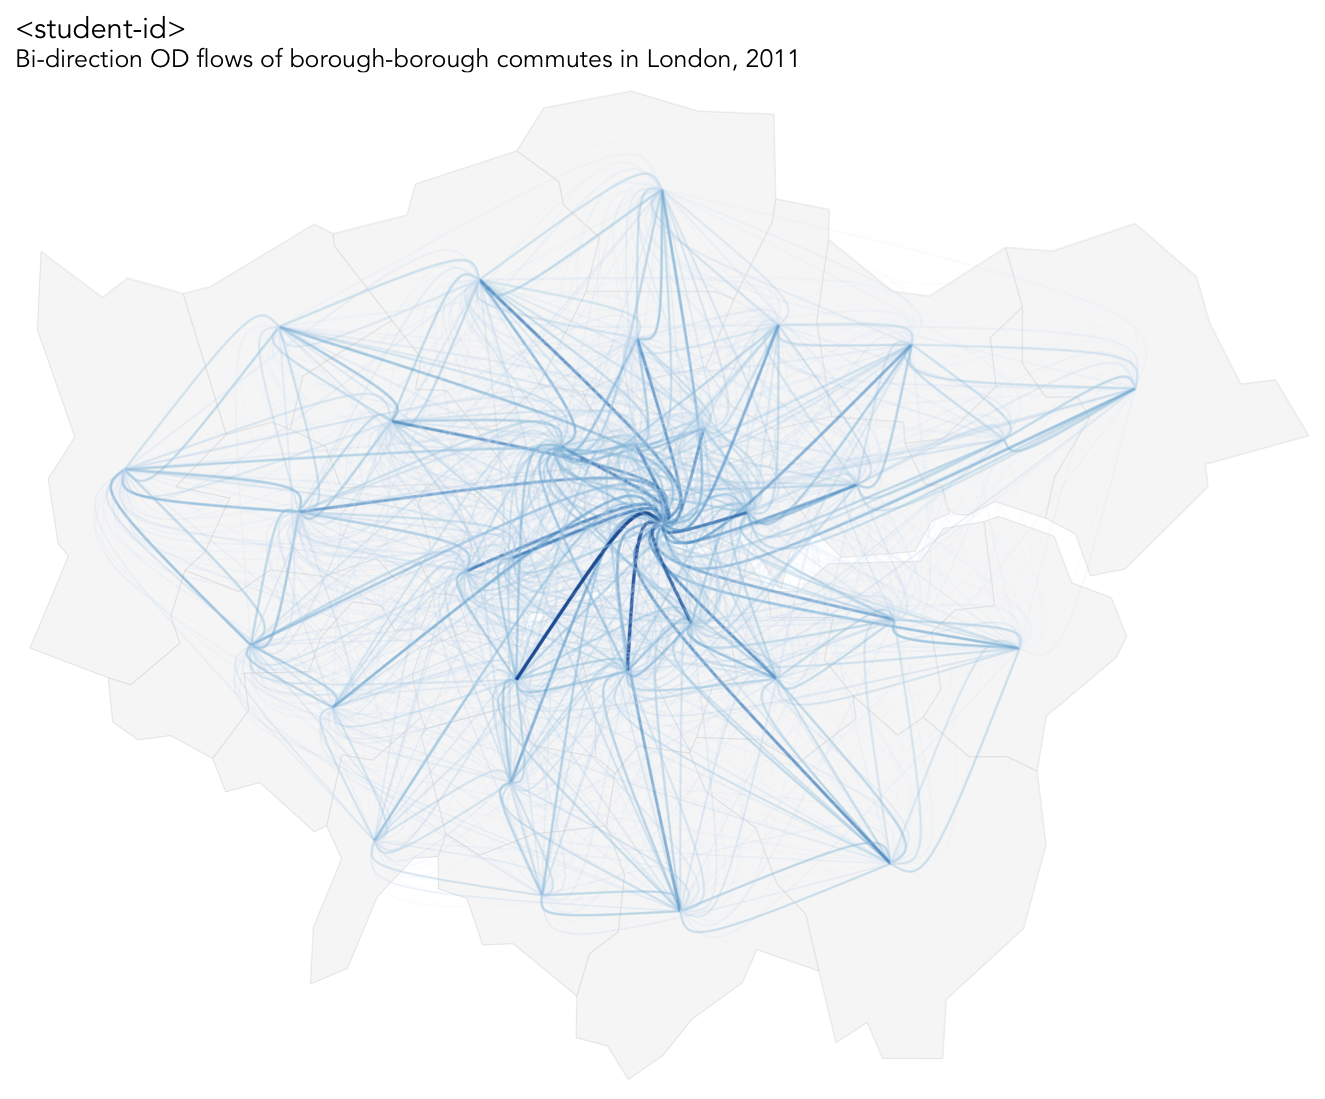 <student-id>
Bi-direction OD flows of borough-borough commutes in London, 2011